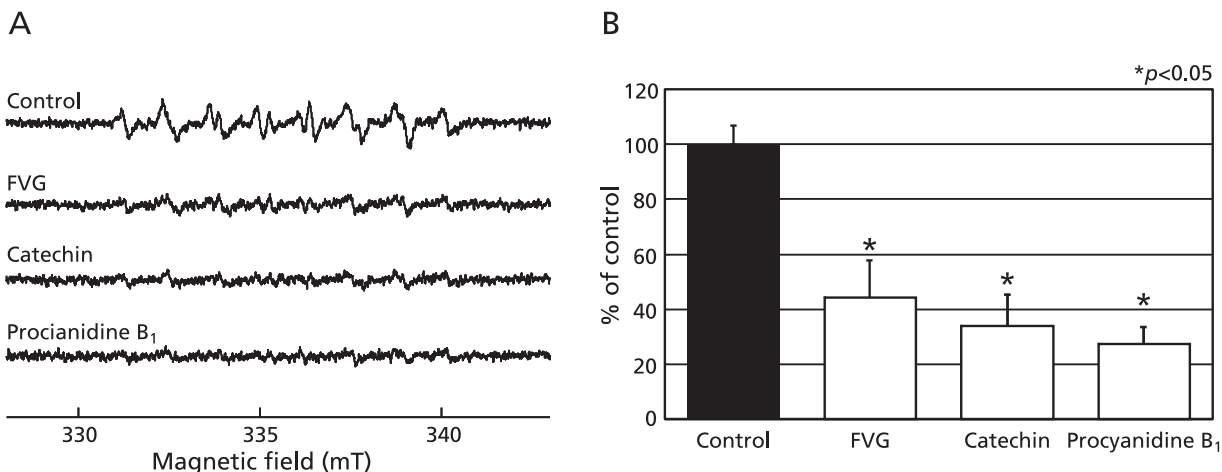 A
Control
FVG
Catechin
Procianidine B₁
330 335 340
Magnetic field (mT)
B
*p<0.05
% of control
120
100
80
60
40
20
0
*
*
*
Control FVG Catechin Procyanidine B₁